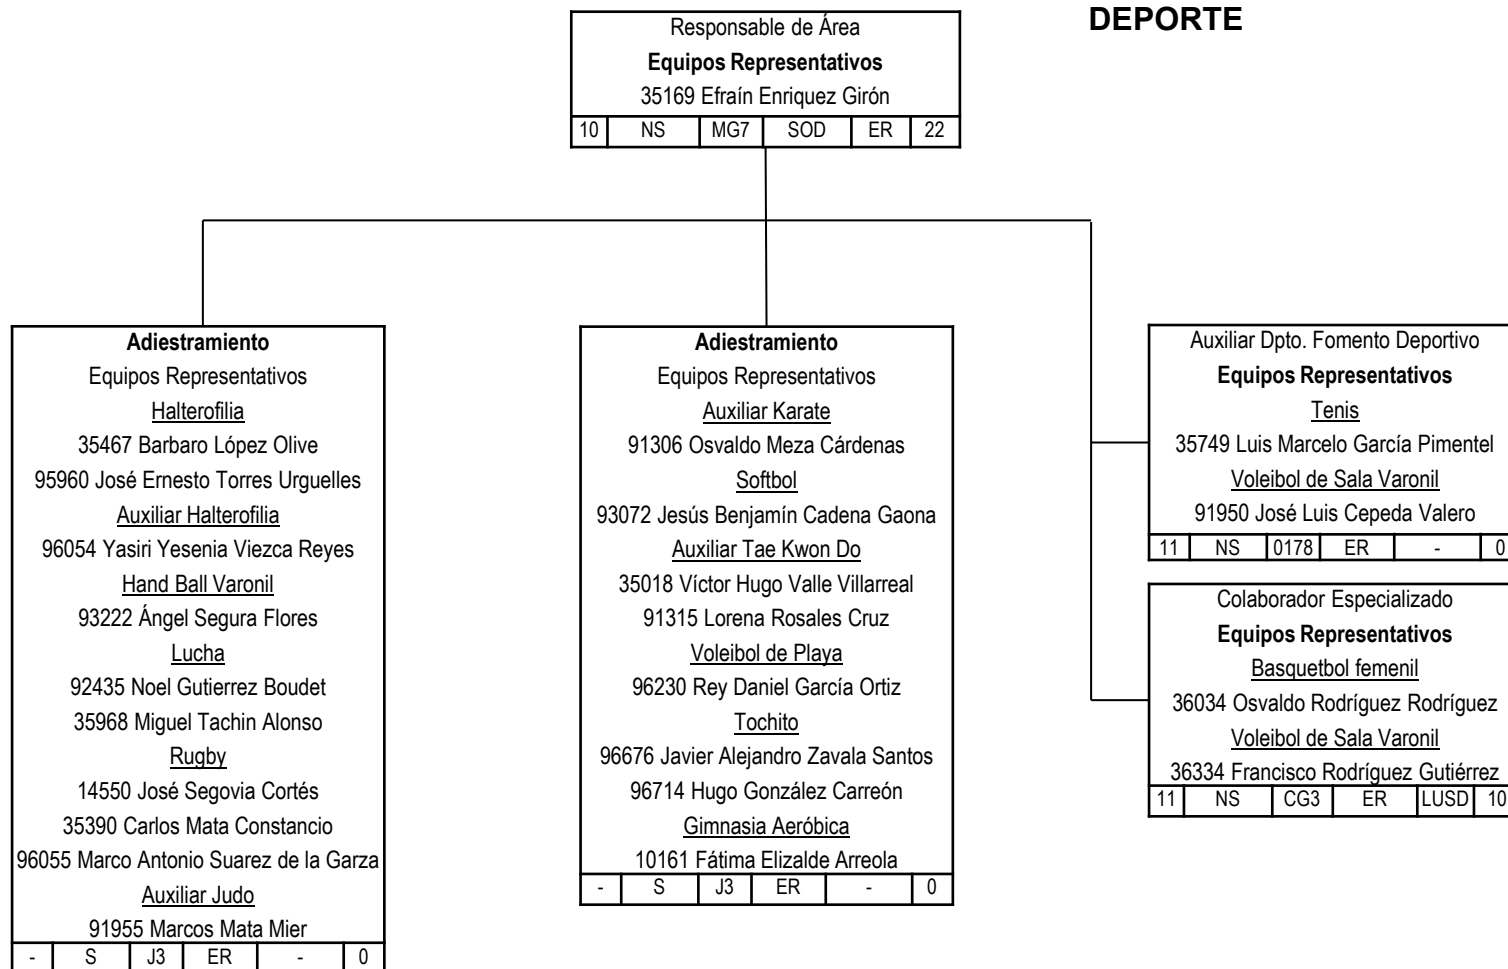 DEPORTE
Responsable de Área
Equipos Representativos
35169 Efraín Enriquez Girón
10 NS MG7 SOD ER 22
Adiestramiento
Equipos Representativos
Halterofilia
35467 Barbaro López Olive
95960 José Ernesto Torres Urguelles
Auxiliar Halterofilia
96054 Yasiri Yesenia Viezca Reyes
Hand Ball Varonil
93222 Ángel Segura Flores
Lucha
92435 Noel Gutierrez Boudet
35968 Miguel Tachin Alonso
Rugby
14550 José Segovia Cortés
35390 Carlos Mata Constancio
96055 Marco Antonio Suarez de la Garza
Auxiliar Judo
91955 Marcos Mata Mier
- S J3 ER - 0
Adiestramiento
Equipos Representativos
Auxiliar Karate
91306 Osvaldo Meza Cárdenas
Softbol
93072 Jesús Benjamín Cadena Gaona
Auxiliar Tae Kwon Do
35018 Víctor Hugo Valle Villarreal
91315 Lorena Rosales Cruz
Voleibol de Playa
96230 Rey Daniel García Ortiz
Tochito
96676 Javier Alejandro Zavala Santos
96714 Hugo González Carreón
Gimnasia Aeróbica
10161 Fátima Elizalde Arreola
- S J3 ER - 0
Auxiliar Dpto. Fomento Deportivo
Equipos Representativos
Tenis
35749 Luis Marcelo García Pimentel
Voleibol de Sala Varonil
91950 José Luis Cepeda Valero
11 NS 0178 ER - 0
Colaborador Especializado
Equipos Representativos
Basquetbol femenil
36034 Osvaldo Rodríguez Rodríguez
Voleibol de Sala Varonil
36334 Francisco Rodríguez Gutiérrez
11 NS CG3 ER LUSD 10